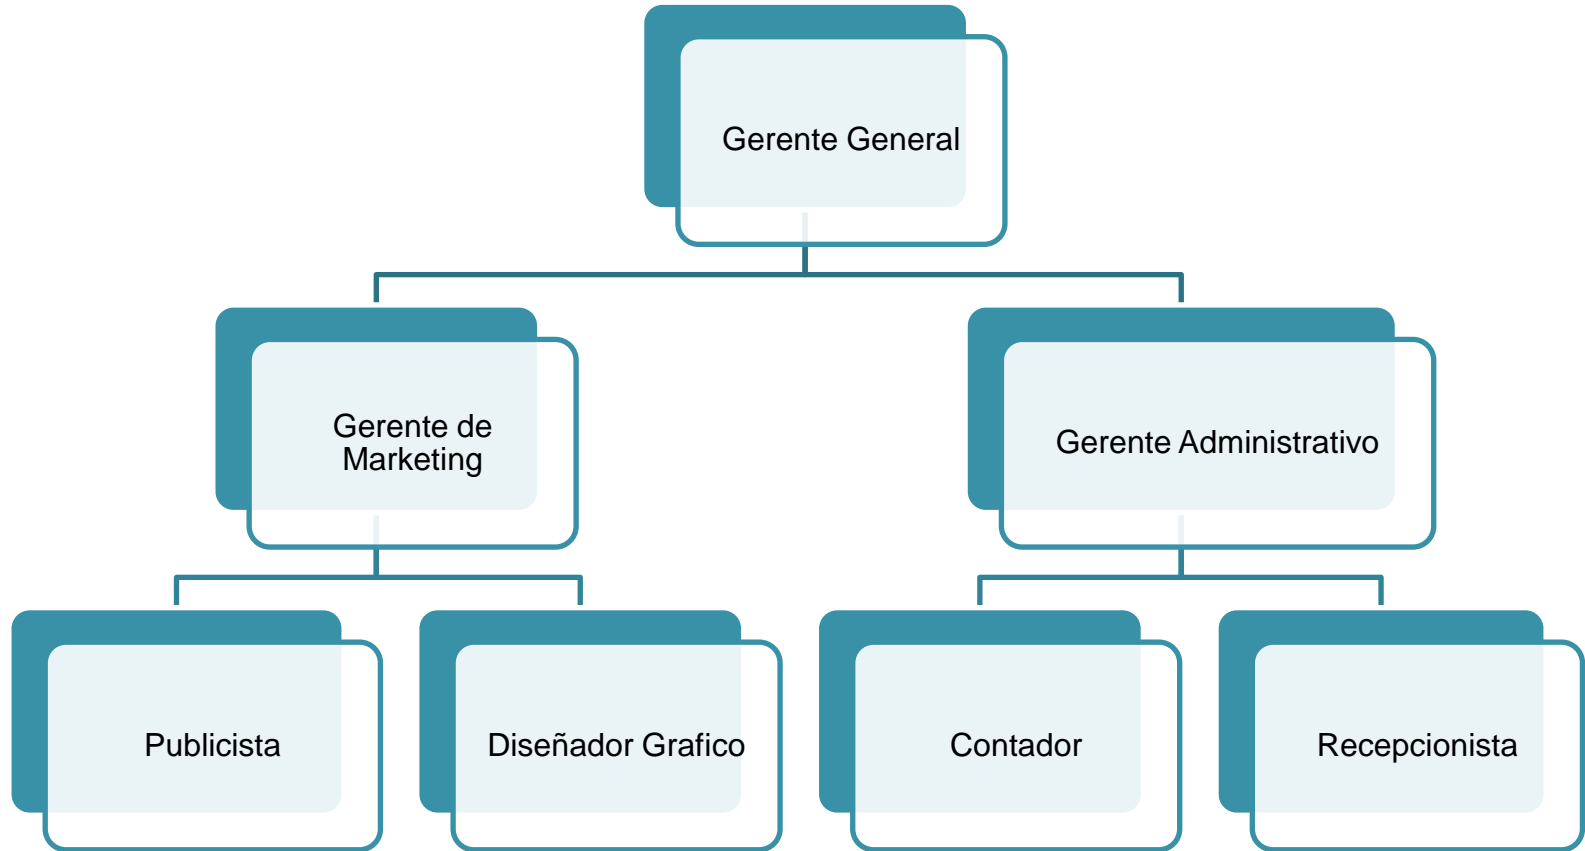 Gerente General
Gerente de
Marketing
Gerente Administrativo
Publicista
Diseñador Grafico
Contador
Recepcionista